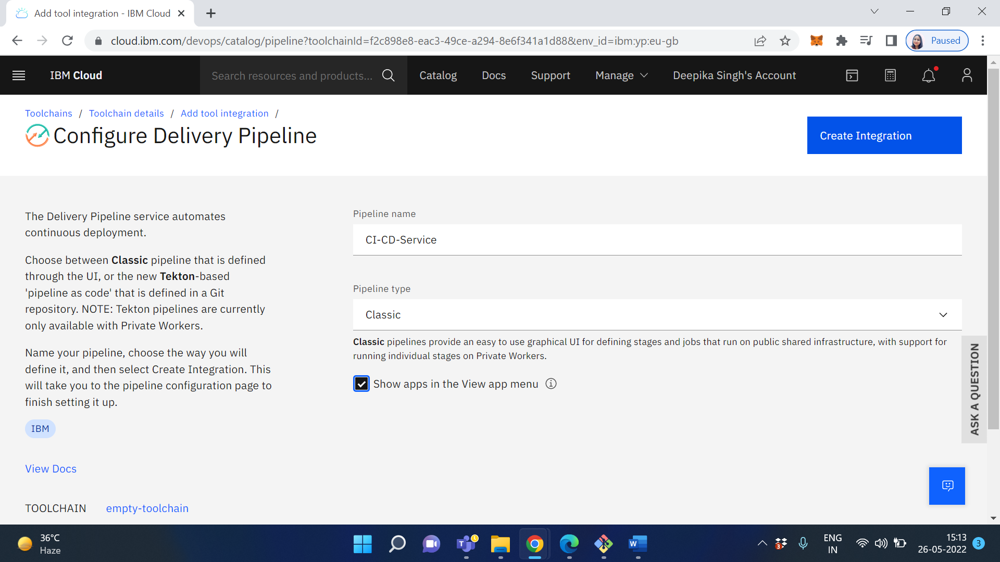 Add tool integration - IBM Cloud
cloud.ibm.com/devops/catalog/pipeline?toolchainId=f2c898e8-eac3-49ce-a294-8e6f341a1d88&env_id=ibm:yp:eu-gb
Paused
IBM Cloud
Search resources and products...
Catalog
Docs
Support
Manage
Deepika Singh's Account
Toolchains / Toolchain details / Add tool integration /
Configure Delivery Pipeline
Create Integration
The Delivery Pipeline service automates
continuous deployment.
Choose between Classic pipeline that is defined
through the UI, or the new Tekton-based
'pipeline as code' that is defined in a Git
repository. NOTE: Tekton pipelines are currently
only available with Private Workers.
Name your pipeline, choose the way you will
define it, and then select Create Integration. This
will take you to the pipeline configuration page to
finish setting it up.
IBM
View Docs
TOOLCHAIN empty-toolchain
Pipeline name
CI-CD-Service
Pipeline type
Classic
Classic pipelines provide an easy to use graphical UI for defining stages and jobs that run on public shared infrastructure, with support for
running individual stages on Private Workers.
Show apps in the View app menu
ASK A QUESTION
36°C
Haze
T
W
3
ENG
IN
15:13
26-05-2022
3